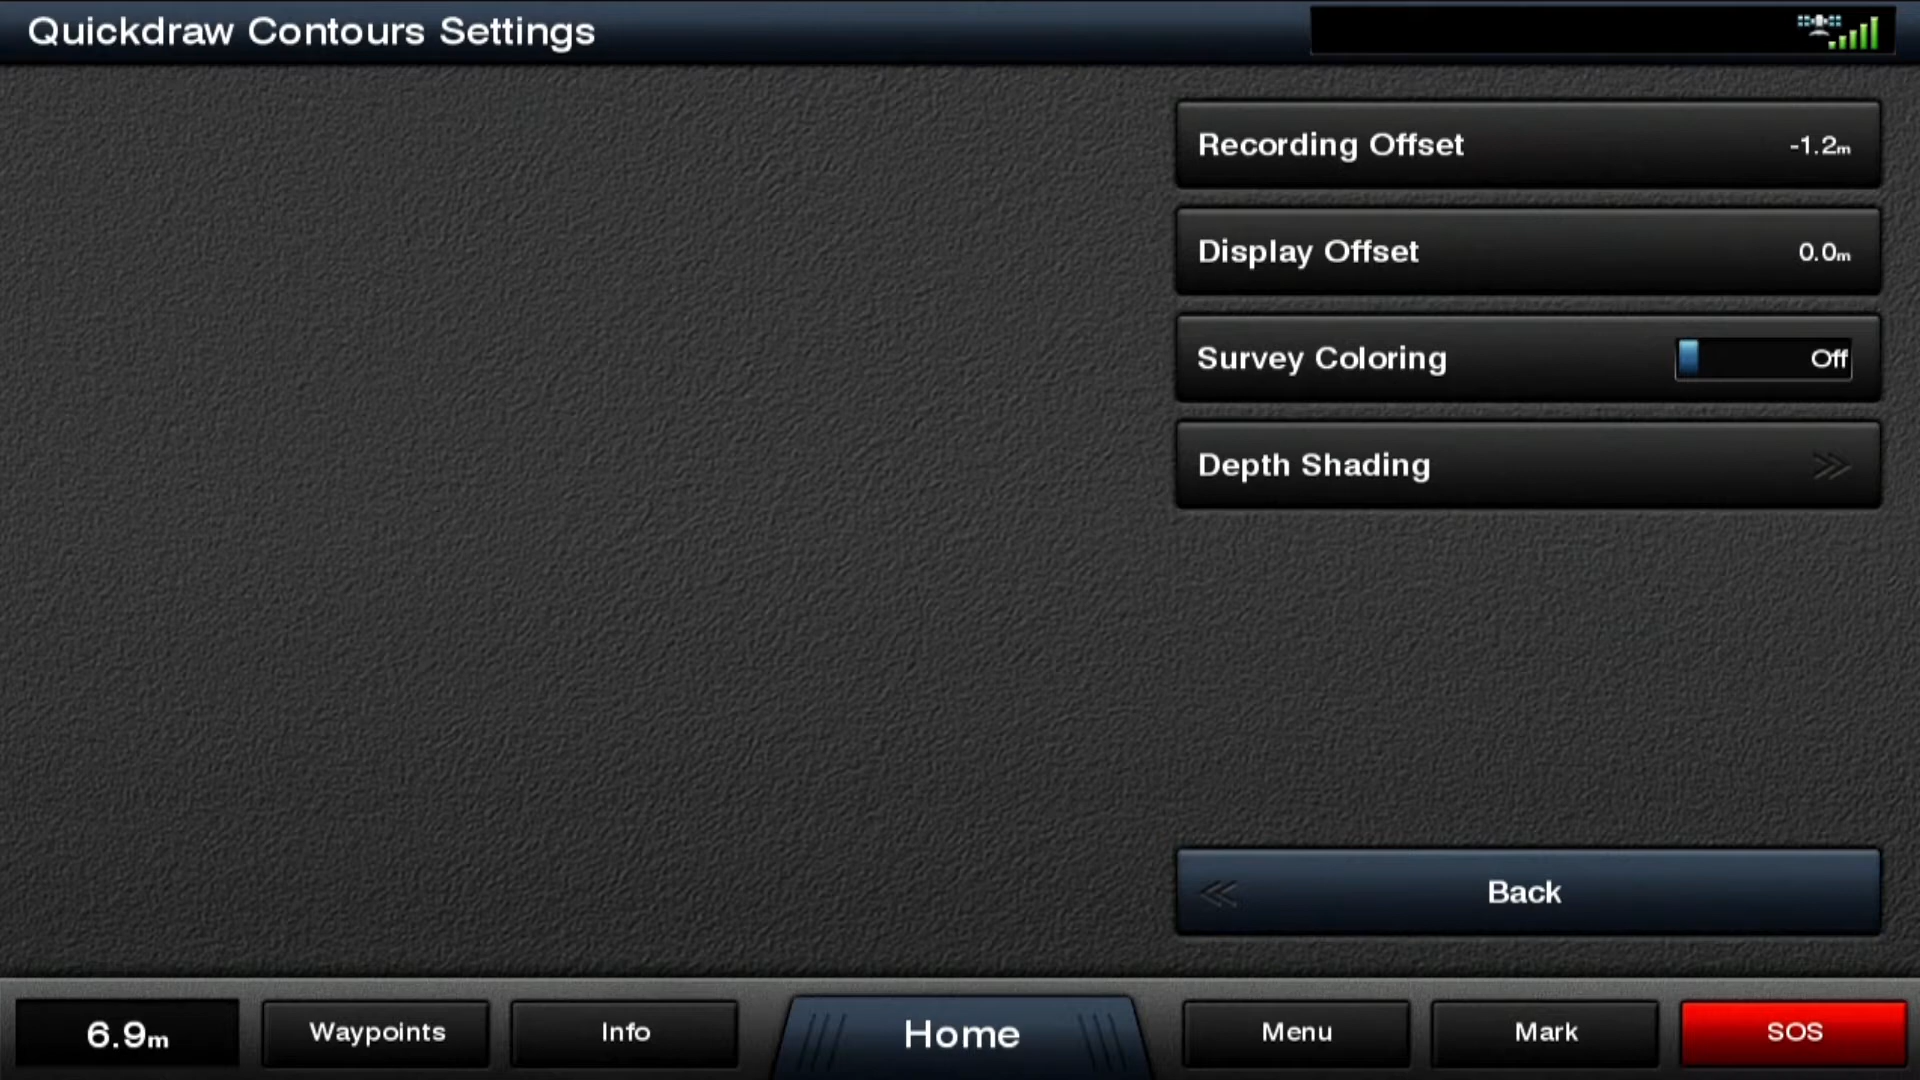 Quickdraw Contours Settings
Recording Offset -1.2m
Display Offset 0.0m
Survey Coloring Off
Depth Shading
Back
6.9m Waypoints Info Home Menu Mark SOS